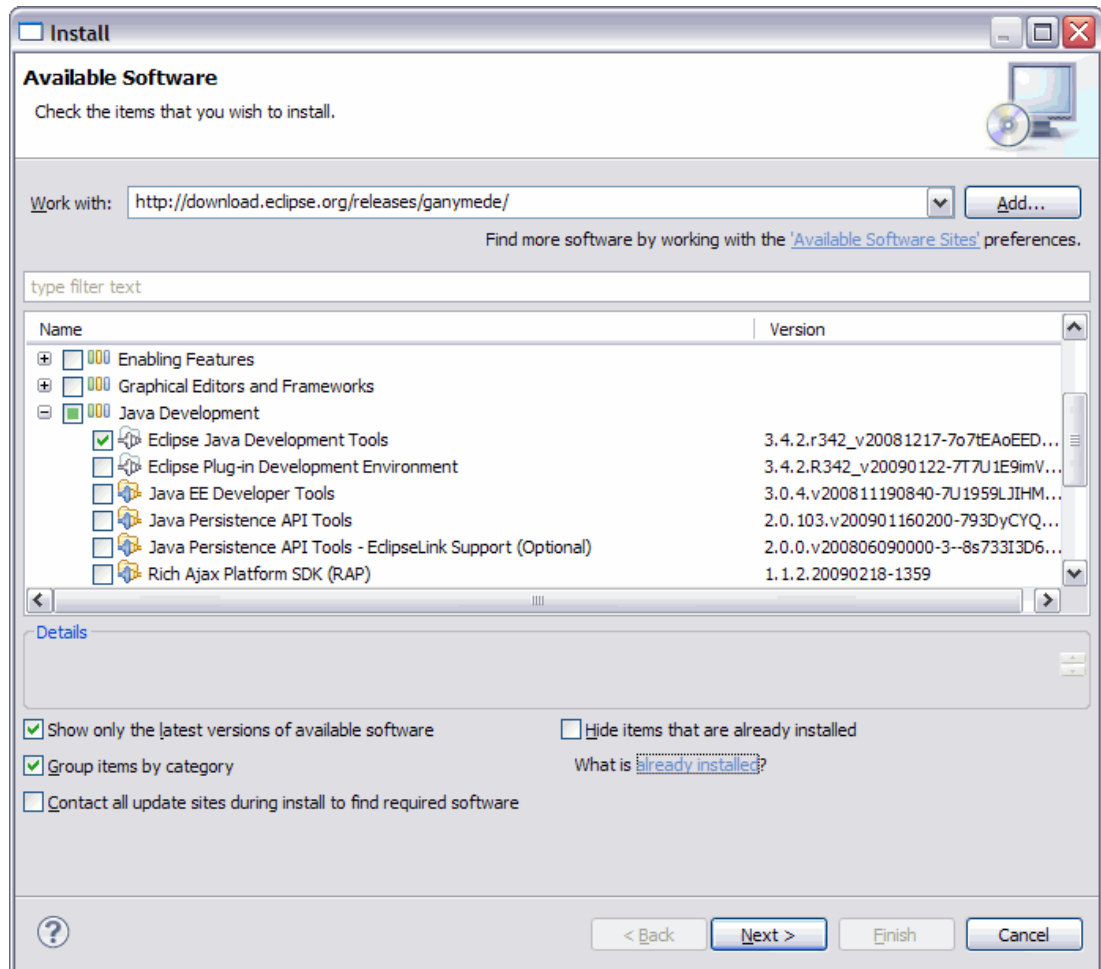 Install
Available Software
Check the items that you wish to install.
Work with: http://download.eclipse.org/releases/ganymede/ Add...
Find more software by working with the 'Available Software Sites' preferences.
type filter text
Name Version
Enabling Features
Graphical Editors and Frameworks
Java Development
Eclipse Java Development Tools 3.4.2.r342_v20081217-7o7tEAoEED...
Eclipse Plug-in Development Environment 3.4.2.R342_v20090122-7T7U1E9imV...
Java EE Developer Tools 3.0.4.v200811190840-7U1959LJIHM...
Java Persistence API Tools 2.0.103.v200901160200-793DyCYQ...
Java Persistence API Tools - EclipseLink Support (Optional) 2.0.0.v200806090000-3--8s733I3D6...
Rich Ajax Platform SDK (RAP) 1.1.2.20090218-1359
Details
Show only the latest versions of available software Hide items that are already installed
Group items by category What is already installed?
Contact all update sites during install to find required software
? < Back Next > Finish Cancel